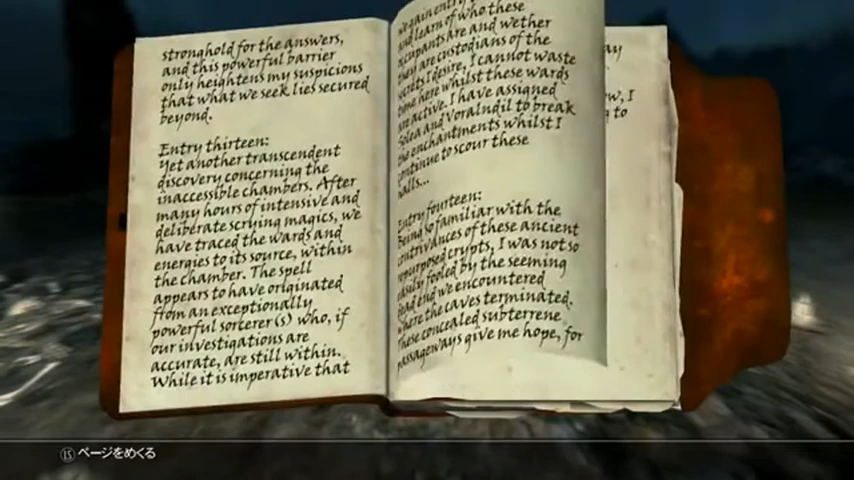 stronghold for the answers,
and this powerful barrier
only heightens my suspicions
that what we seek lies secured
beyond.
Entry thirteen:
Yet another transcendent
discovery concerning the
inaccessible chambers. After
many hours of intensive and
deliberate scrying magics, we
have traced the wards and
energies to its source, within
the chamber. The spell
appears to have originated
from an exceptionally
powerful sorcerer(s) who, if
our investigations are
accurate, are still within.
While it is imperative that
we gain entry
and learn of who these
occupants are and wether
they are custodians of the
secrets I desire, I cannot waste
time here whilst these wards
are active. I have assigned
Solea and Voralndil to break
the enchantments whilst I
continue to scour these
halls...
Entry fourteen:
Being so familiar with the
contrivances of these ancient
repurposed crypts, I was not so
easily fooled by the seeming
dead end we encountered
where the caves terminated.
These concealed subterrene
passageways give me hope, for
ay
w, I
g to
ページをめくる